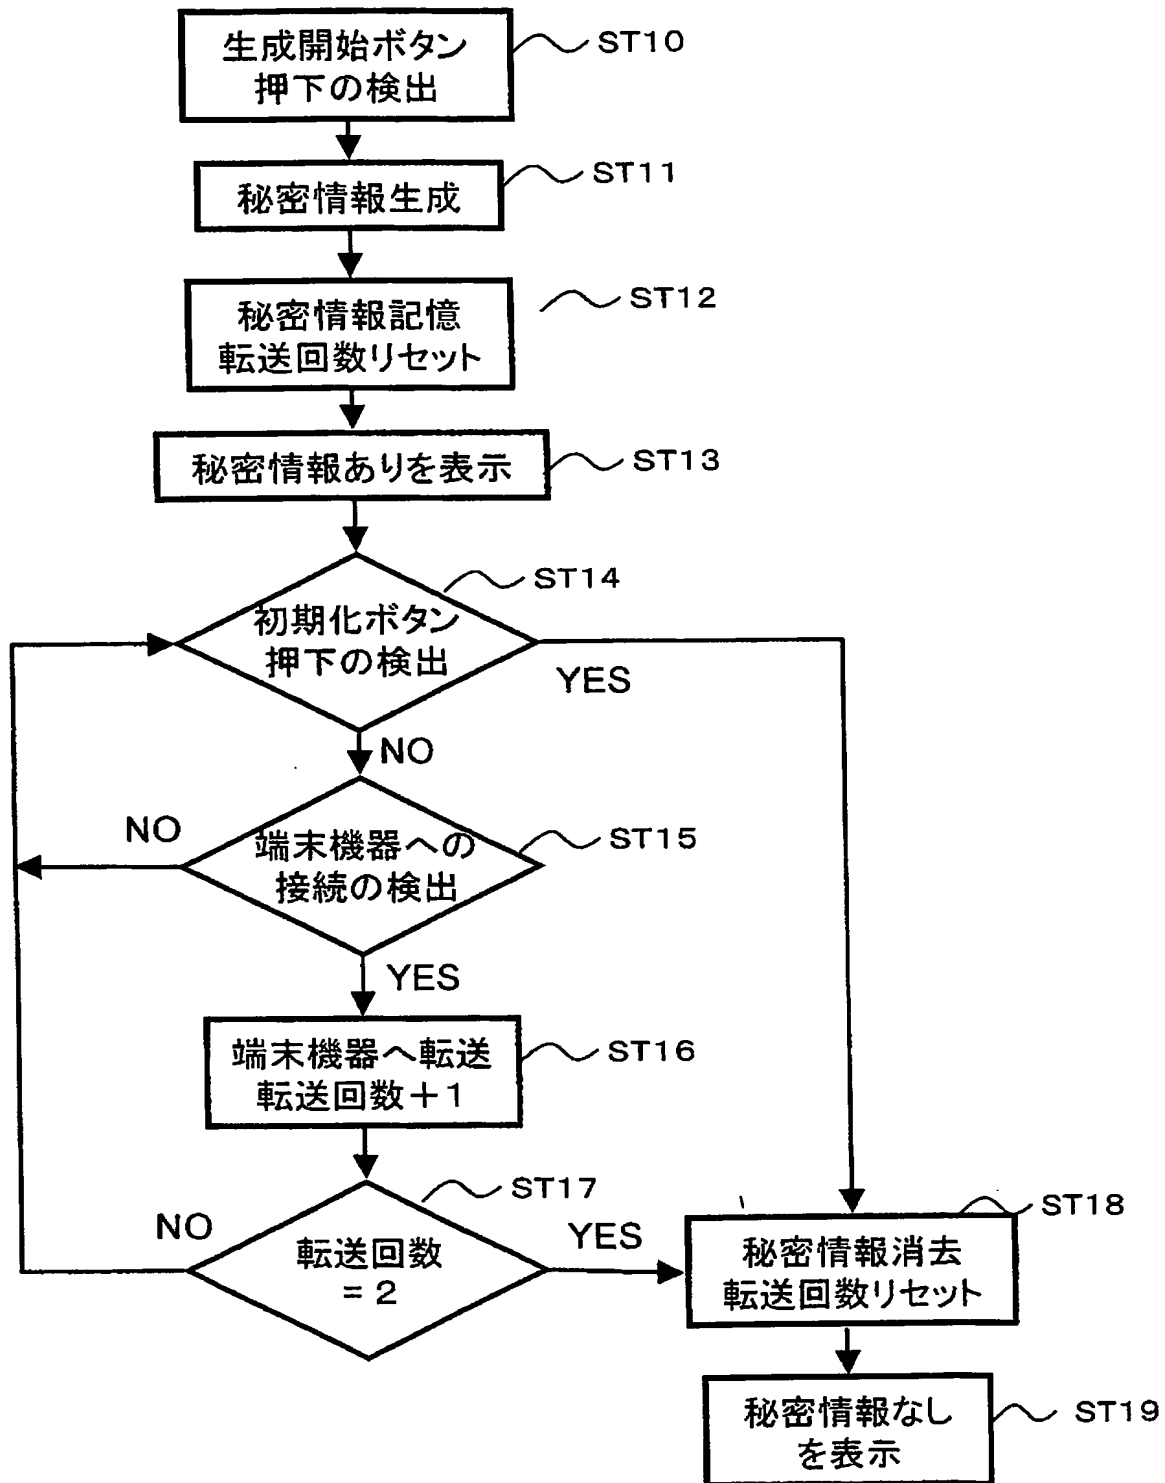 生成開始ボタン
押下の検出
ST10
秘密情報生成
ST11
秘密情報記憶
転送回数リセット
ST12
秘密情報ありを表示
ST13
初期化ボタン
押下の検出
ST14
YES
NO
端末機器への
接続の検出
ST15
NO
YES
端末機器へ転送
転送回数+1
ST16
転送回数
=2
ST17
NO
YES
秘密情報消去
転送回数リセット
ST18
秘密情報なし
を表示
ST19